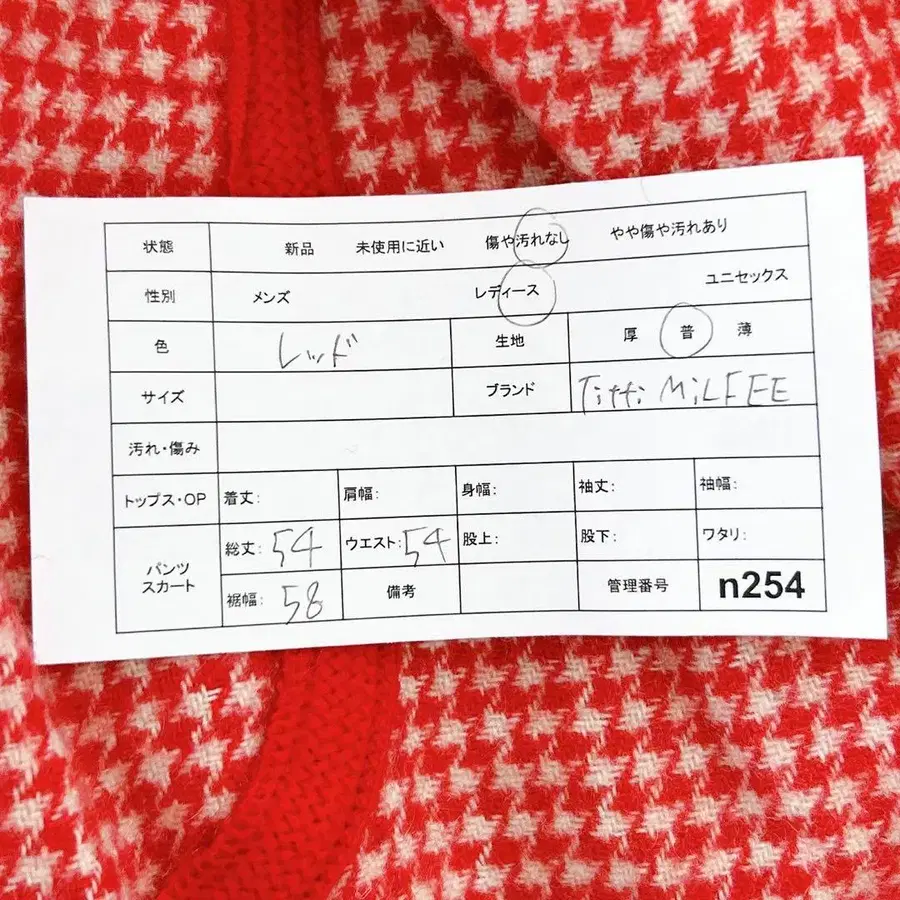 状態 新品 未使用に近い 傷や汚れなし やや傷や汚れあり
性別 メンズ レディース ユニセックス
色 レッド 生地 厚 普 薄
サイズ ブランド Titti MiLFEE
汚れ・傷み
トップス・OP 着丈: 肩幅: 身幅: 袖丈: 袖幅:
パンツ スカート 総丈: 54 ウエスト: 54 股上: 股下: ワタリ:
裾幅: 58 備考 管理番号 n254